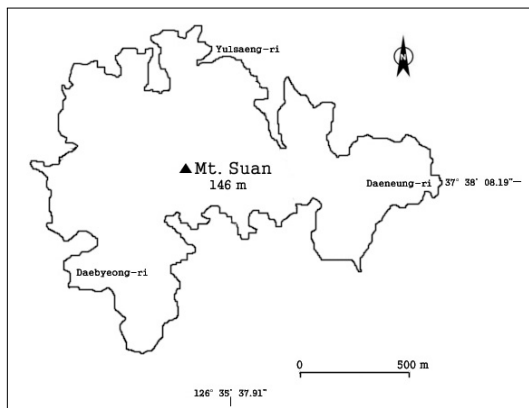 Yulsaeng-ri
N
Mt. Suan
146 m
Daeneung-ri
37° 38' 08.19"
Daebyeong-ri
0 500 m
126° 35' 37.91"